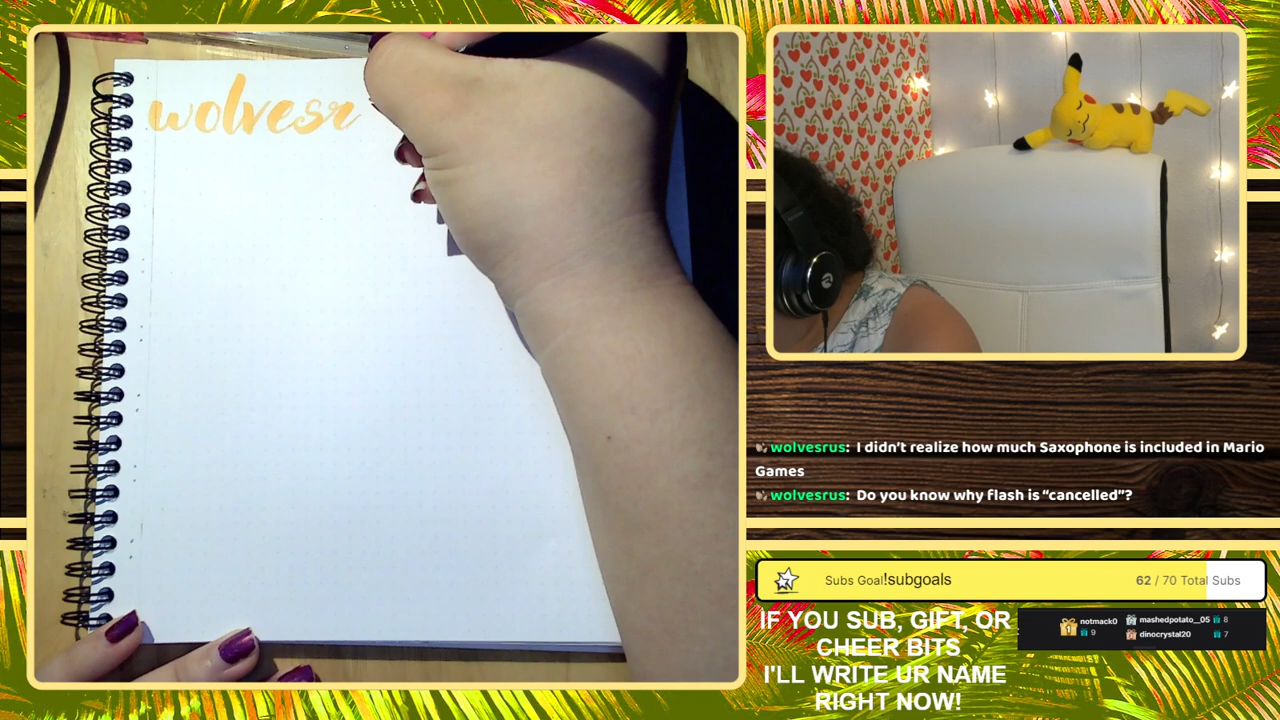 wolvesr
wolvesrus: I didn't realize how much Saxophone is included in Mario
Games
wolvesrus: Do you know why flash is "cancelled"?
Subs Goal!subgoals
62 / 70 Total Subs
IF YOU SUB, GIFT, OR
CHEER BITS
I'LL WRITE UR NAME
RIGHT NOW!
1 notmack0 9
mashedpotato__05 8
dinocrystal20 7